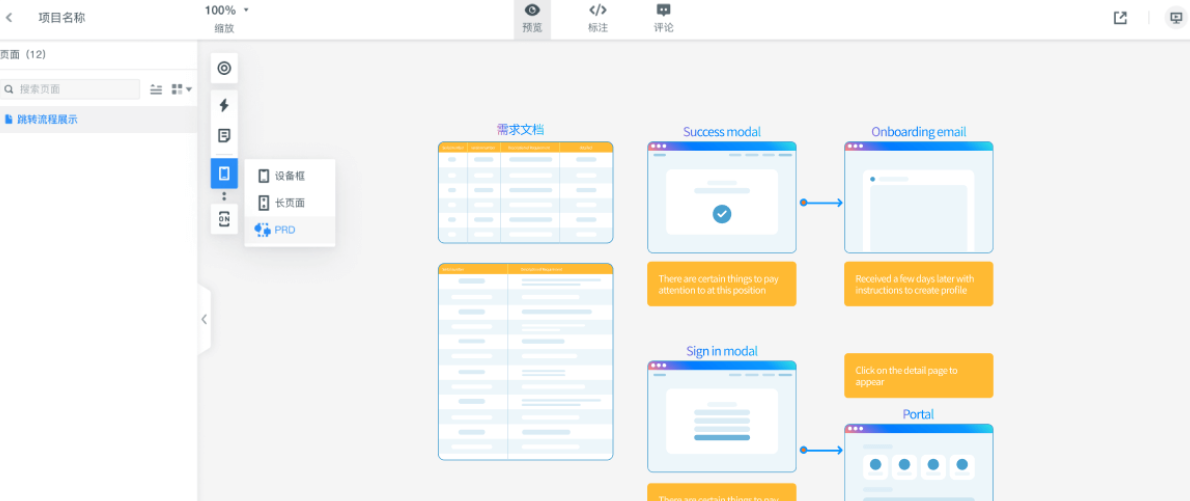 项目名称
100%
缩放
预览
标注
评论
页面 (12)
搜索页面
跳转流程展示
设备框
长页面
PRD
ON
需求文档
Success modal
There are certain things to pay
attention to at this position
Onboarding email
Received a few days later with
instructions to create profile
Sign in modal
There are certain things to pay
Click on the detail page to
appear
Portal